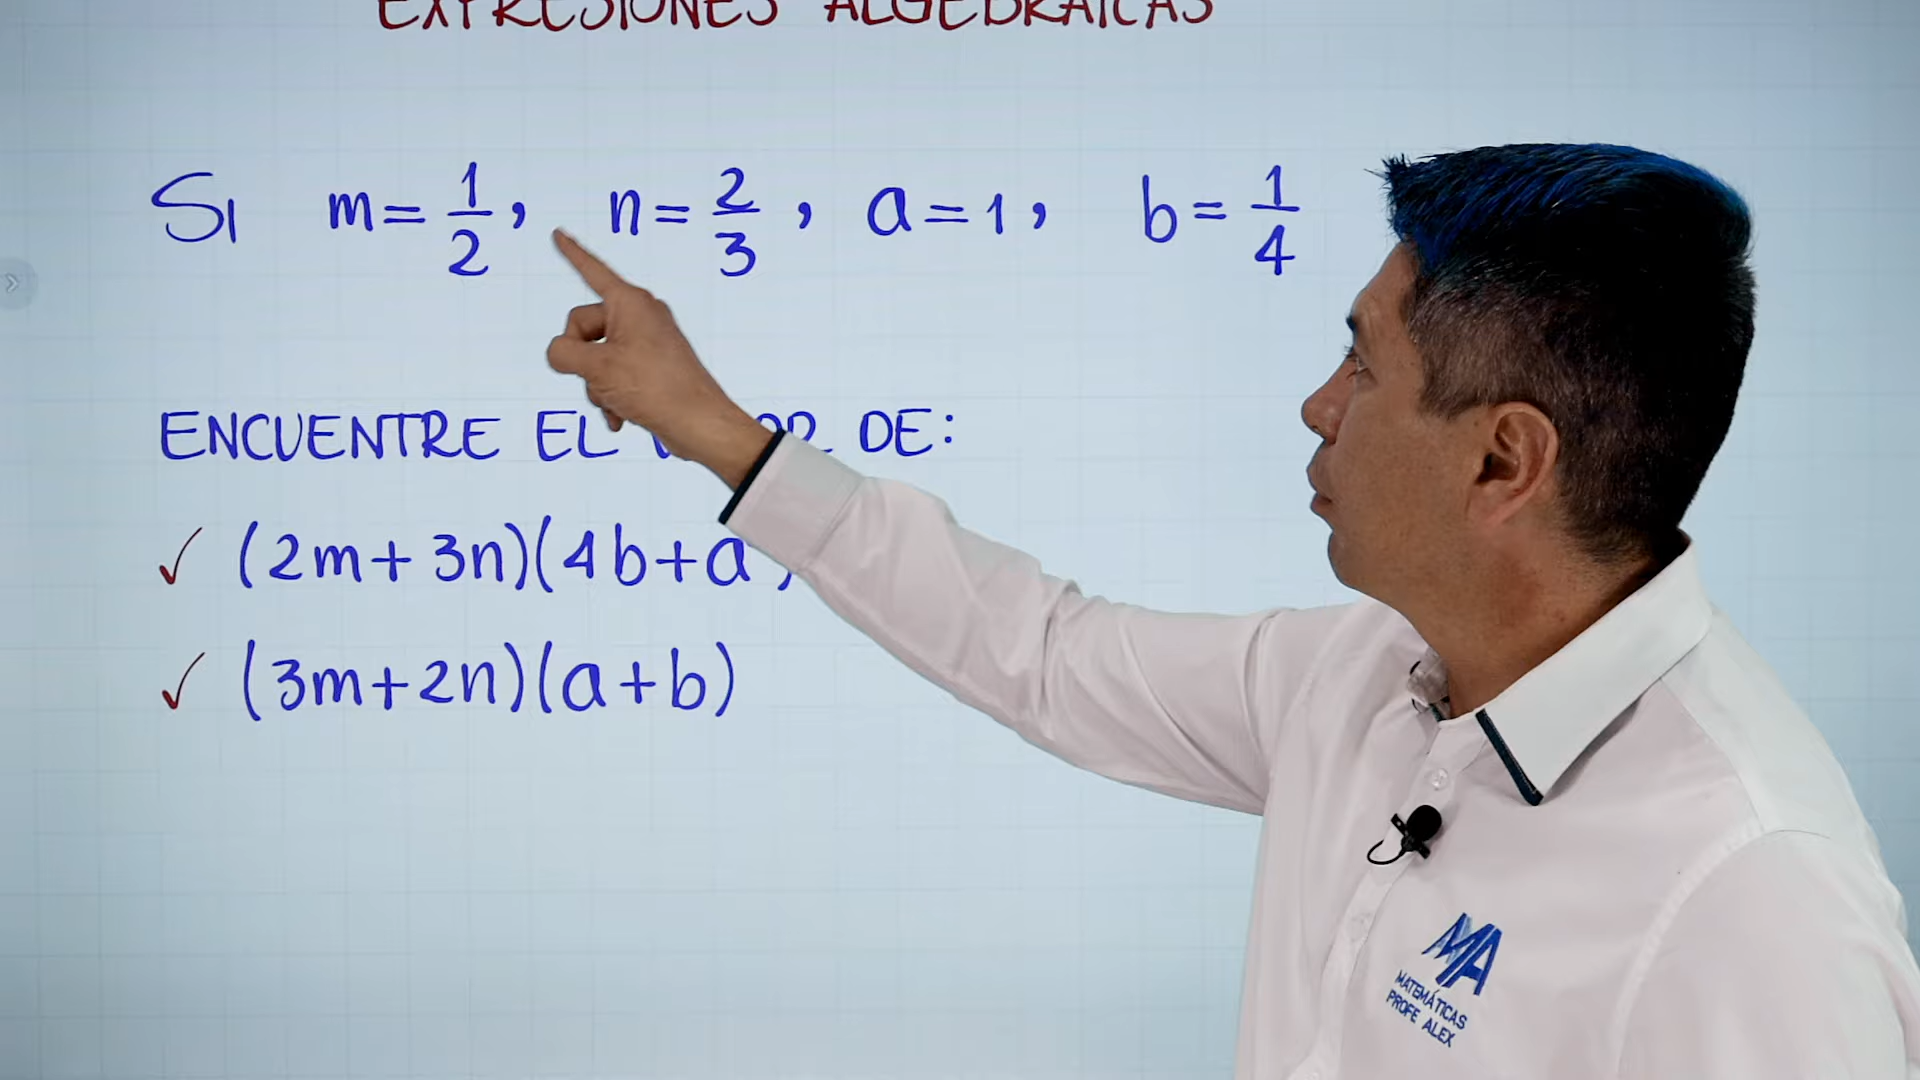 EXPRESIONES ALGEBRAICAS
Si m = 1/2, n = 2/3, a = 1, b = 1/4
ENCUENTRE EL DE:
✓ (2m + 3n)(4b + a)
✓ (3m + 2n)(a + b)
MA
MATEMÁTICAS
PROFE ALEX